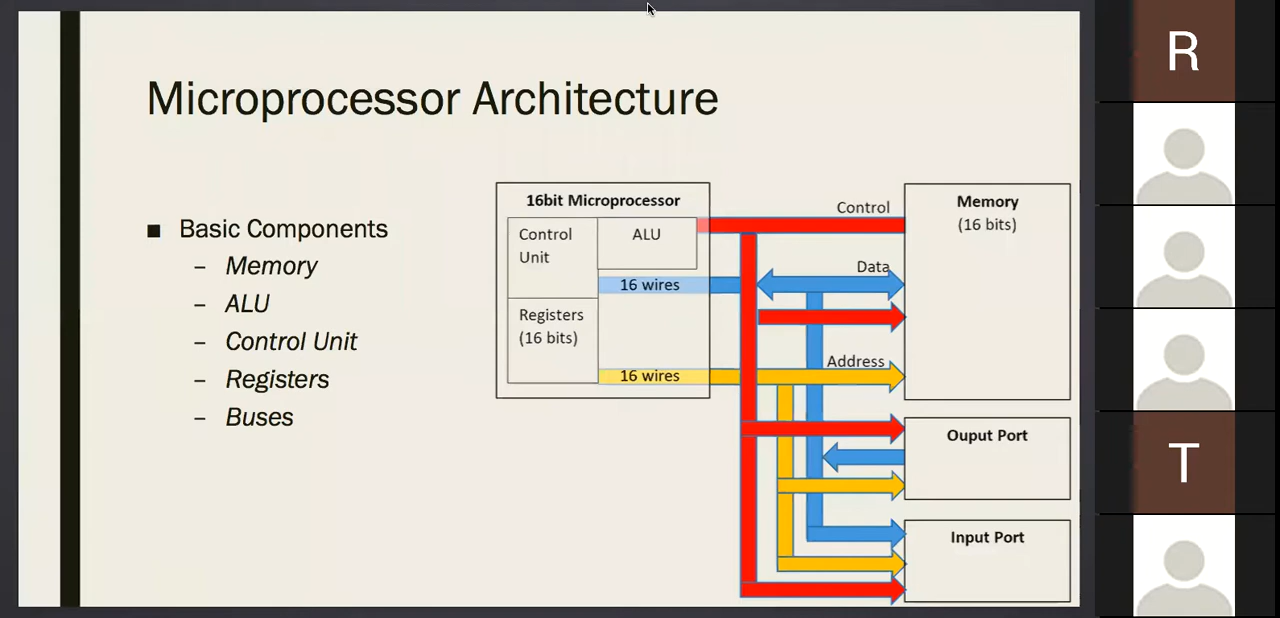 Microprocessor Architecture
■ Basic Components
– Memory
– ALU
– Control Unit
– Registers
– Buses
16bit Microprocessor
Control
Unit
ALU
16 wires
Registers
(16 bits)
16 wires
Control
Data
Address
Memory
(16 bits)
Ouput Port
Input Port
R
T